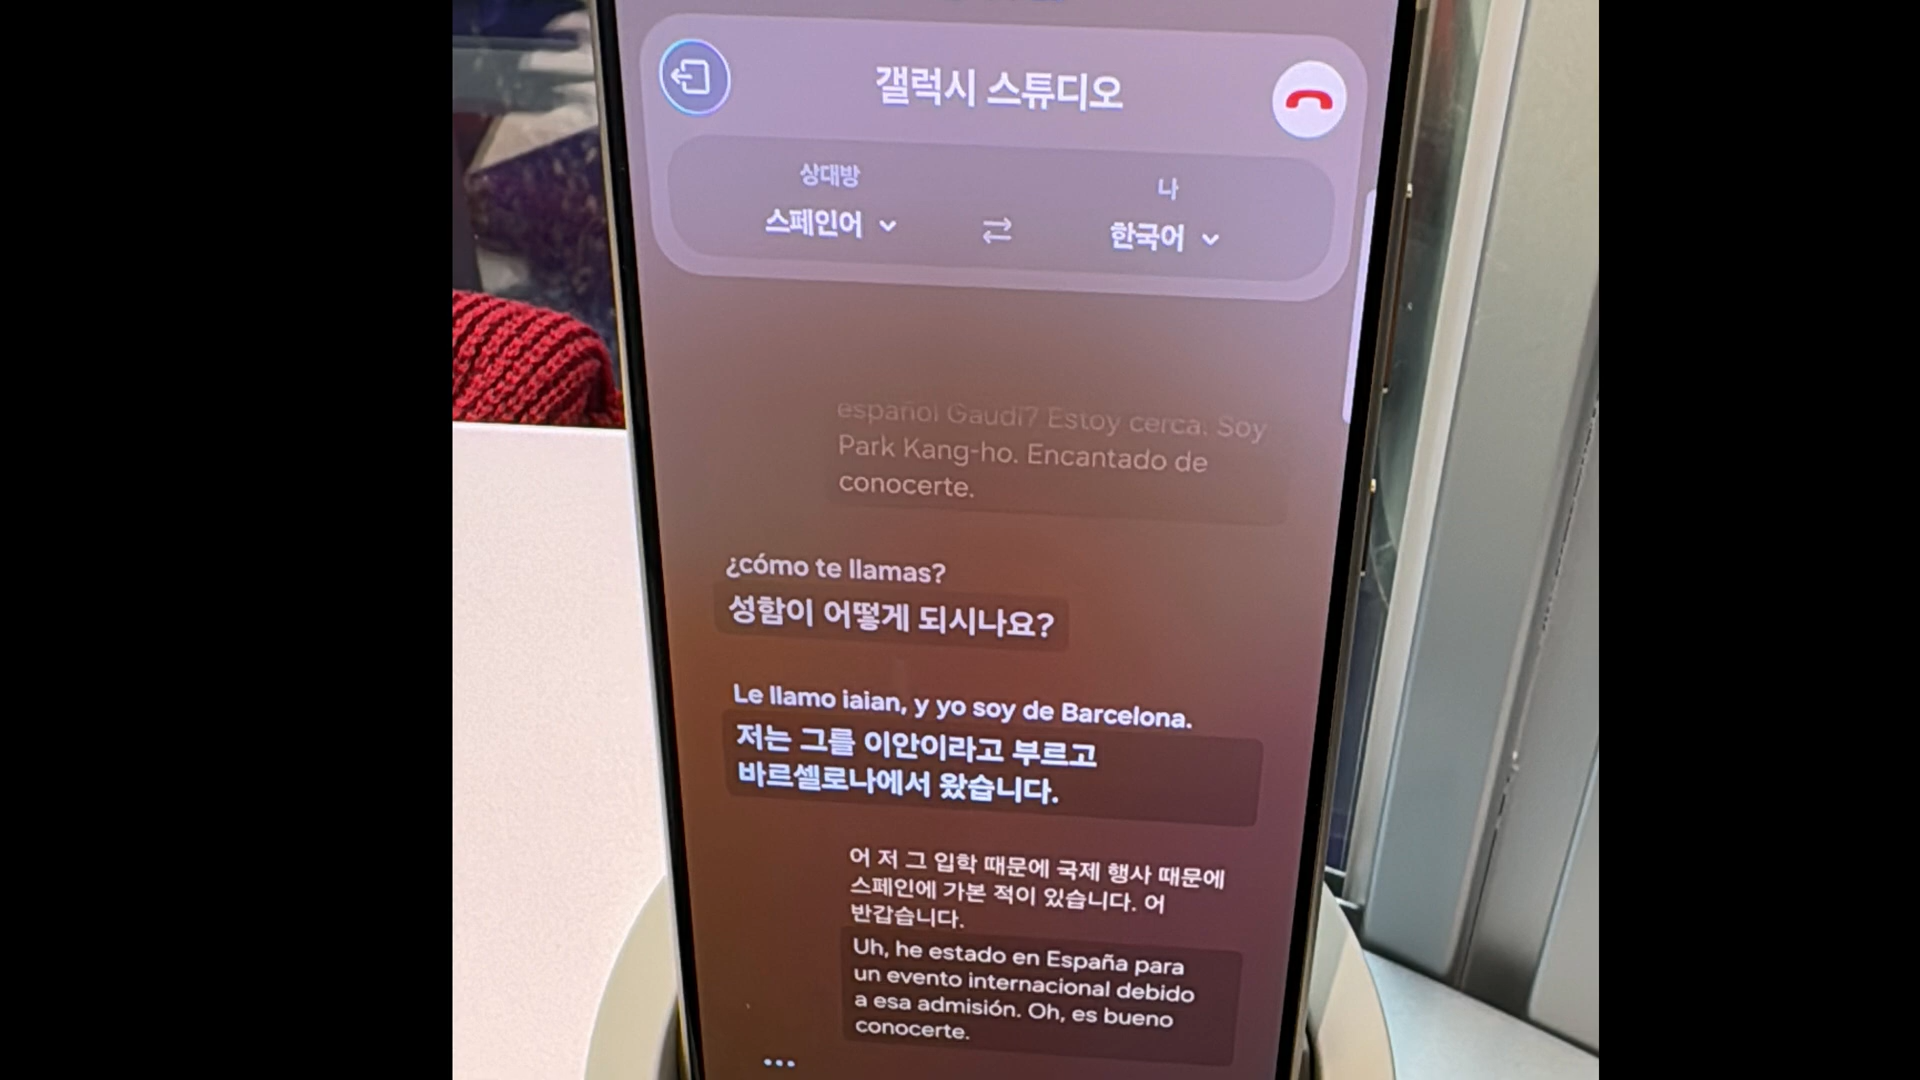 갤럭시 스튜디오
상대방
나
스페인어
한국어
español Gaudí? Estoy cerca. Soy
Park Kang-ho. Encantado de
conocerte.
¿cómo te llamas?
성함이 어떻게 되시나요?
Le llamo iaian, y yo soy de Barcelona.
저는 그를 이안이라고 부르고
바르셀로나에서 왔습니다.
어 저 그 입학 때문에 국제 행사 때문에
스페인에 가본 적이 있습니다. 어
반갑습니다.
Uh, he estado en España para
un evento internacional debido
a esa admisión. Oh, es bueno
conocerte.